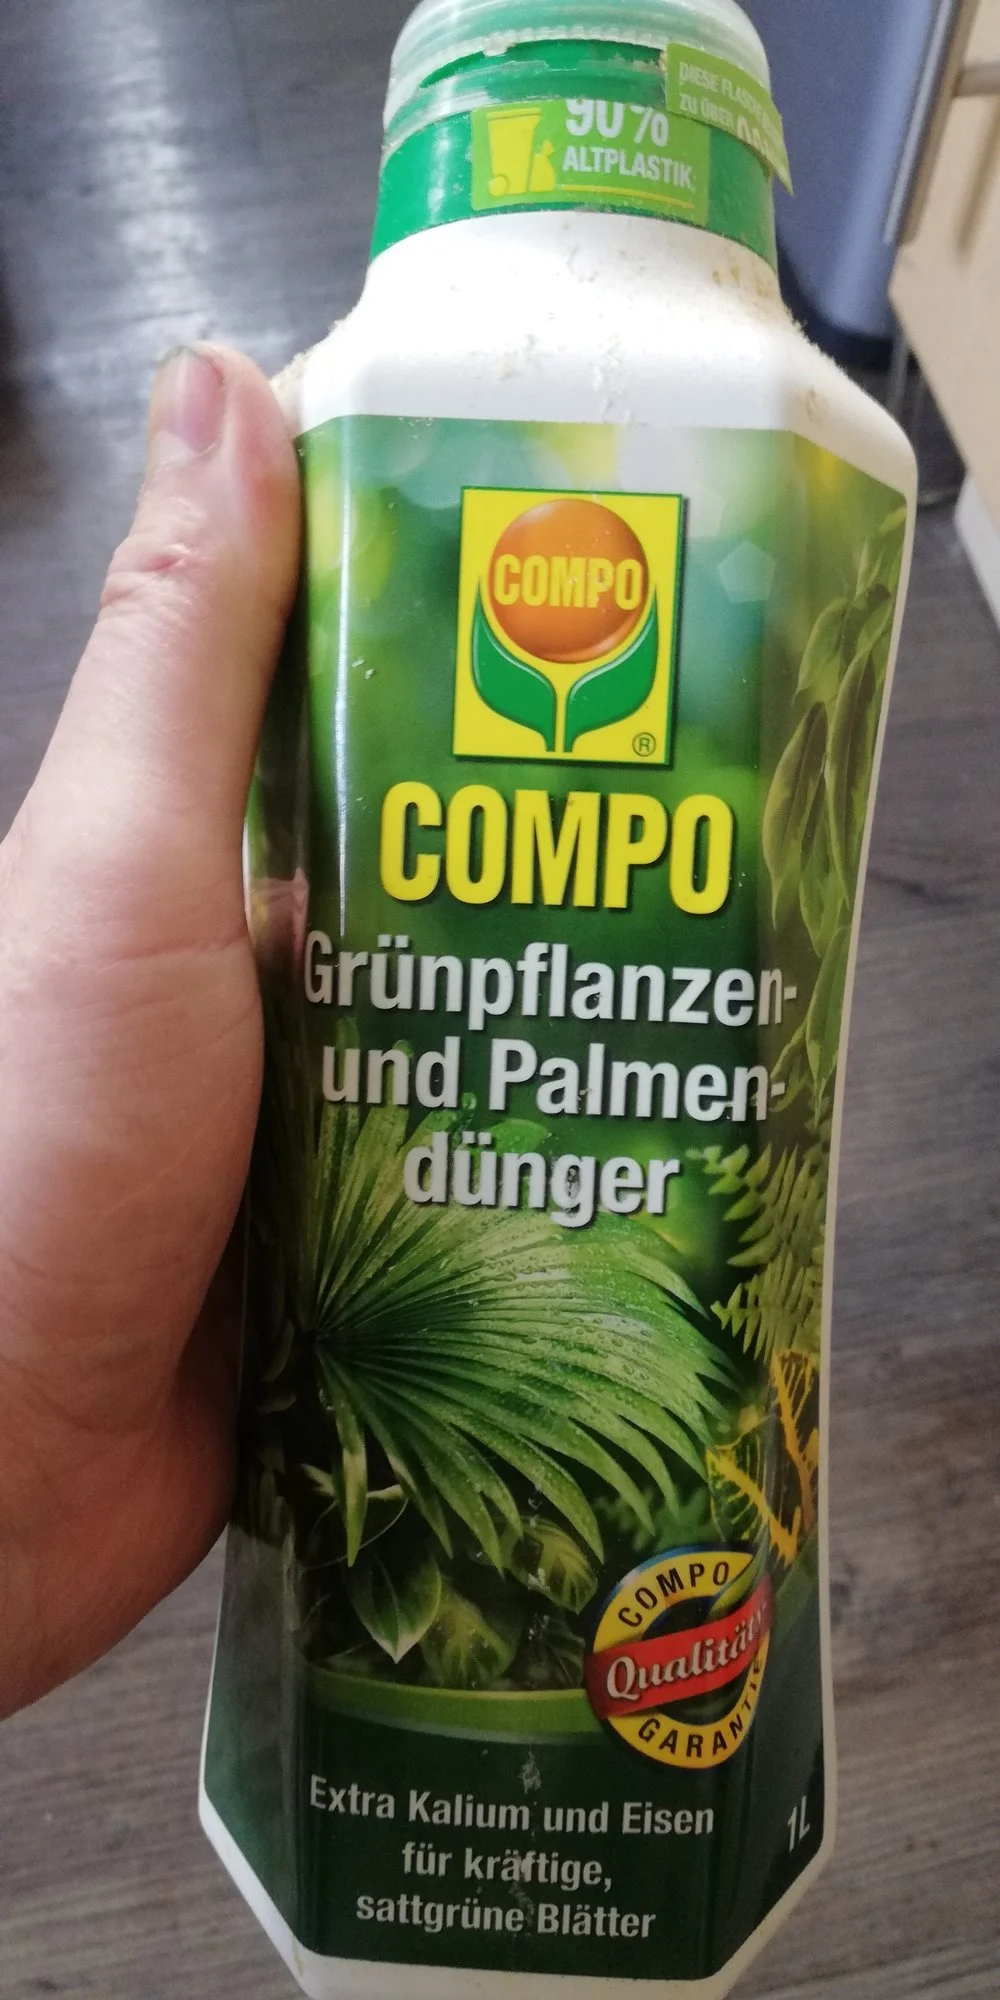 DIESE FLASCHE
ZU ÜBER
90%
ALTPLASTIK
COMPO
®
COMPO
Grünpflanzen-
und Palmen-
dünger
COMPO
Qualitäts
GARANTIE
Extra Kalium und Eisen
für kräftige,
sattgrüne Blätter
1L